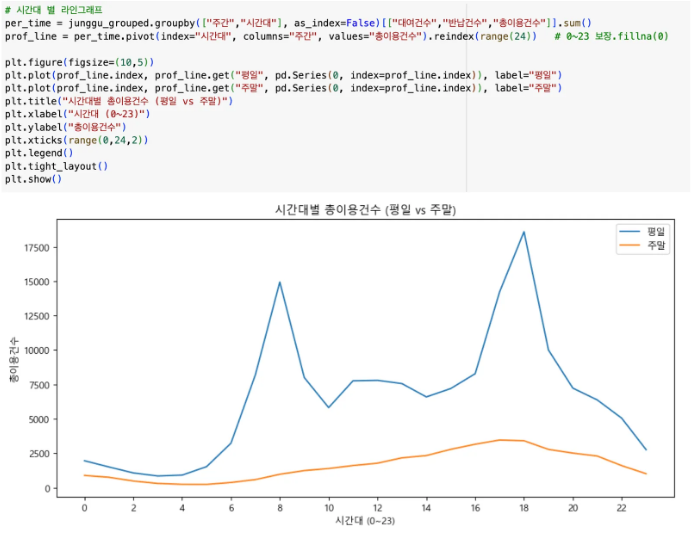 # 시간대 별 라인그래프
per_time = junggu_grouped.groupby(["주간","시간대"], as_index=False)[["대여건수","반납건수","총이용건수"]].sum()
prof_line = per_time.pivot(index="시간대", columns="주간", values="총이용건수").reindex(range(24))   # 0~23 보장.fillna(0)
plt.figure(figsize=(10,5))
plt.plot(prof_line.index, prof_line.get("평일", pd.Series(0, index=prof_line.index)), label="평일")
plt.plot(prof_line.index, prof_line.get("주말", pd.Series(0, index=prof_line.index)), label="주말")
plt.title("시간대별 총이용건수 (평일 vs 주말)")
plt.xlabel("시간대 (0~23)")
plt.ylabel("총이용건수")
plt.xticks(range(0,24,2))
plt.legend()
plt.tight_layout()
plt.show()
시간대별 총이용건수 (평일 vs 주말)
평일
주말
17500
15000
12500
10000
7500
5000
2500
0
총이용건수
0 2 4 6 8 10 12 14 16 18 20 22
시간대 (0~23)